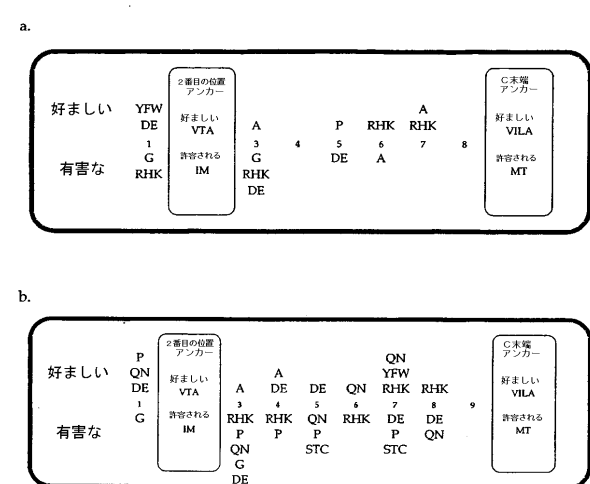 a.
2番目の位置
アンカー
C末端
アンカー
好ましい
YFW
DE
好ましい
VTA
A
P
RHK
A
RHK
好ましい
VILA
1
3
4
5
6
7
8
有害な
G
RHK
許容される
IM
G
RHK
DE
DE
A
許容される
MT
b.
2番目の位置
アンカー
C末端
アンカー
好ましい
P
QN
DE
好ましい
VTA
A
A
DE
DE
QN
QN
YFW
RHK
RHK
好ましい
VILA
1
3
4
5
6
7
8
9
有害な
G
許容される
IM
RHK
P
QN
G
DE
RHK
P
QN
P
STC
RHK
DE
P
STC
DE
QN
許容される
MT